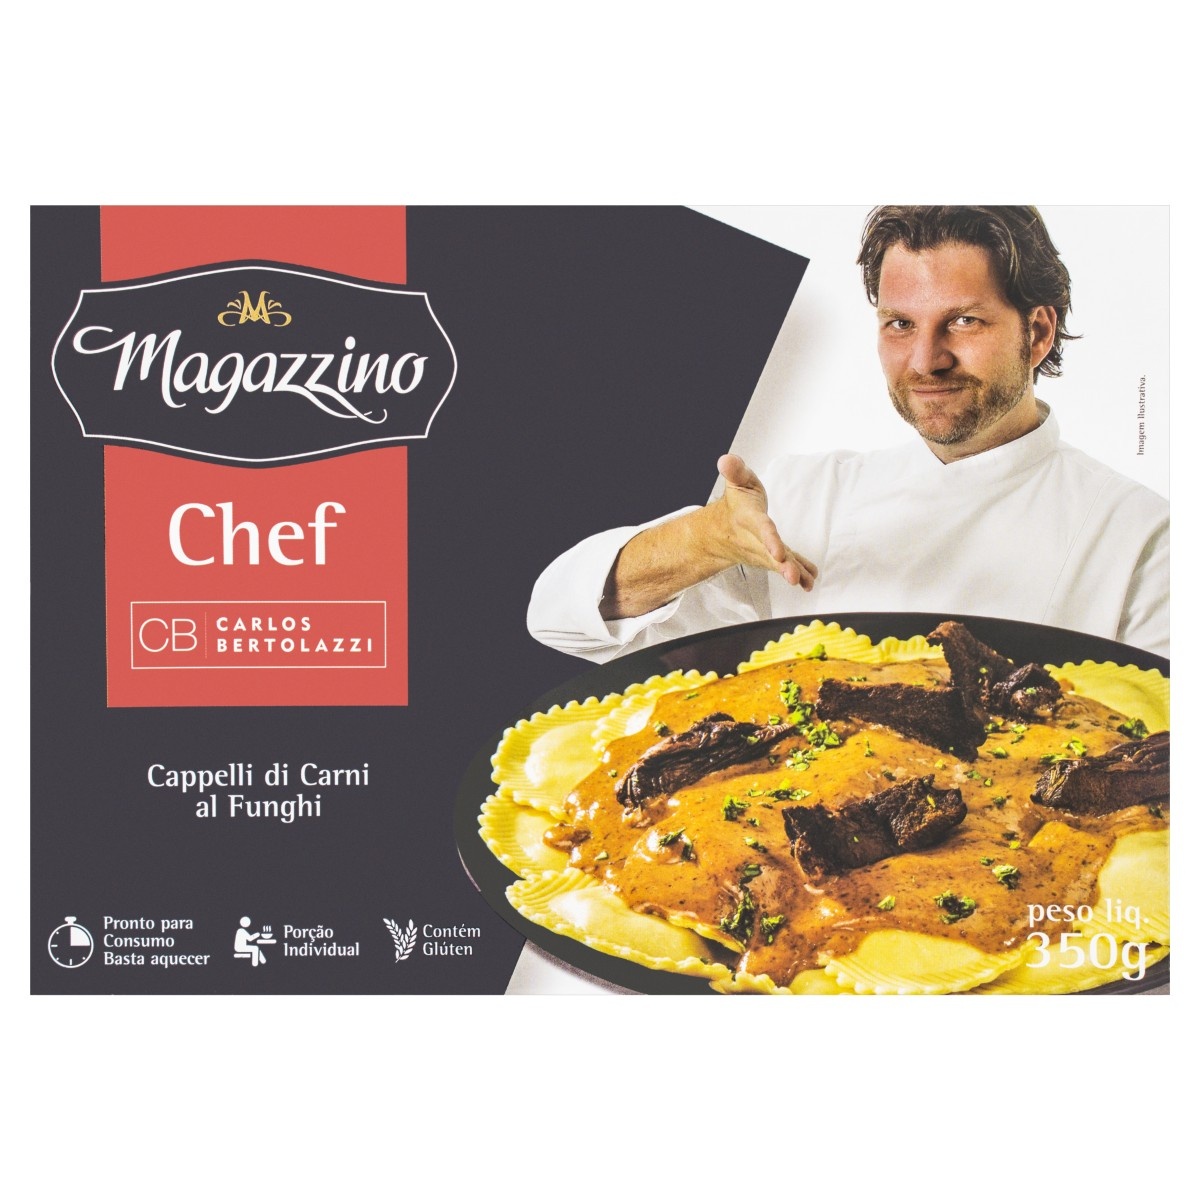 Magazzino
Chef
CB
CARLOS
BERTOLAZZI
Cappelli di Carni
al Funghi
Pronto para
Consumo
Basta aquecer
Porção
Individual
Contém
Glúten
Imagem Ilustrativa.
peso liq.
350g